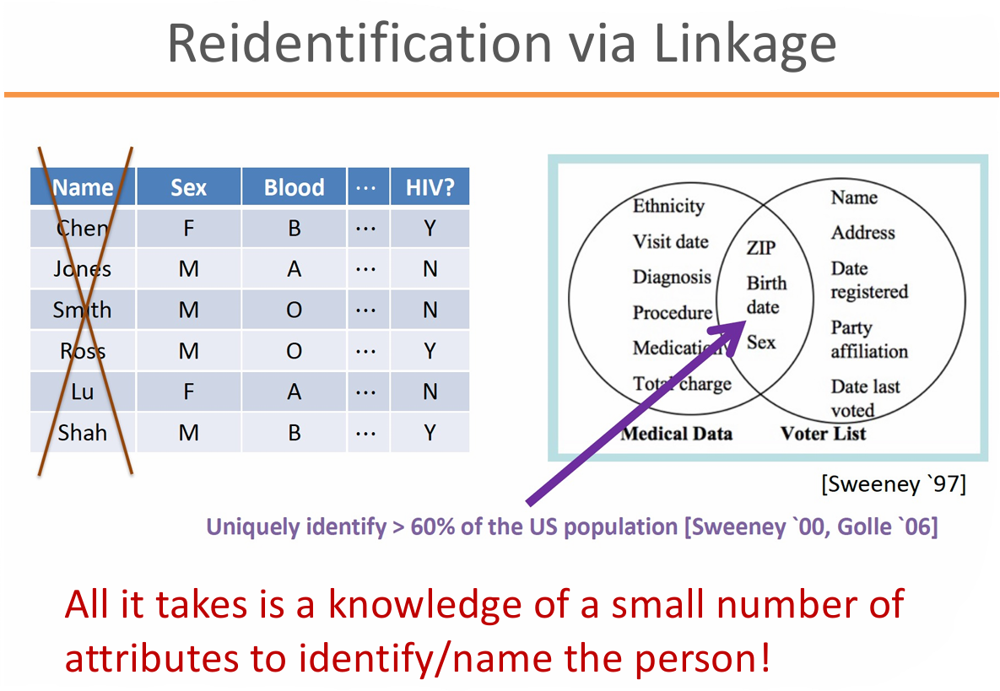 Reidentification via Linkage
Name Sex Blood ... HIV?
Chen F B ... Y
Jones M A ... N
Smith M O ... N
Ross M O ... Y
Lu F A ... N
Shah M B ... Y
Ethnicity
Visit date
Diagnosis
Procedure
Medication
Total charge
ZIP
Birth
date
Sex
Name
Address
Date
registered
Party
affiliation
Date last
voted
Medical Data
Voter List
[Sweeney `97]
Uniquely identify > 60% of the US population [Sweeney `00, Golle `06]
All it takes is a knowledge of a small number of
attributes to identify/name the person!